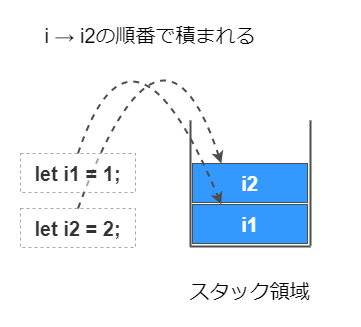 i → i2の順番で積まれる
let i1 = 1;
let i2 = 2;
i2
i1
スタック領域